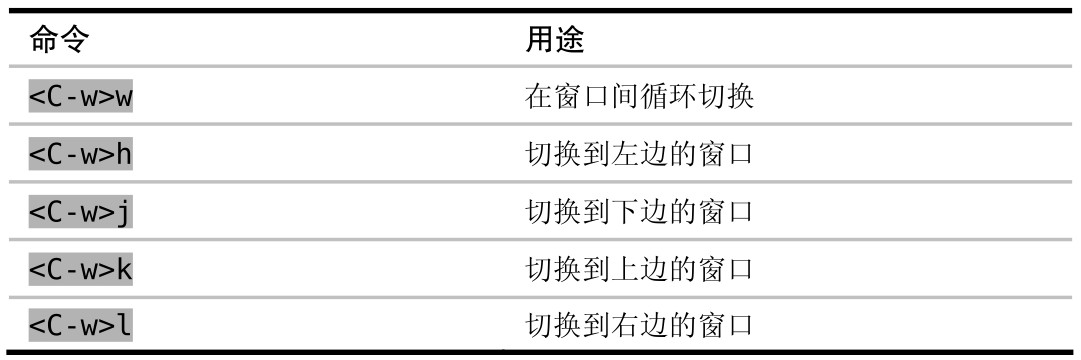 命令 用途
<C-w>w 在窗口间循环切换
<C-w>h 切换到左边的窗口
<C-w>j 切换到下边的窗口
<C-w>k 切换到上边的窗口
<C-w>l 切换到右边的窗口